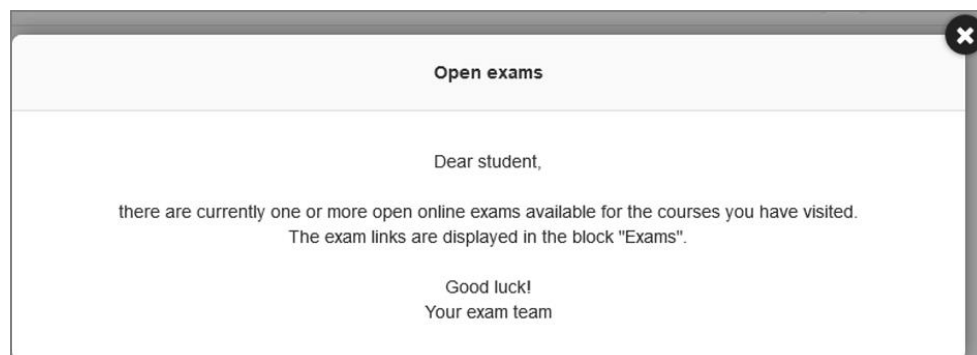 Open exams
Dear student,
there are currently one or more open online exams available for the courses you have visited.
The exam links are displayed in the block "Exams".
Good luck!
Your exam team